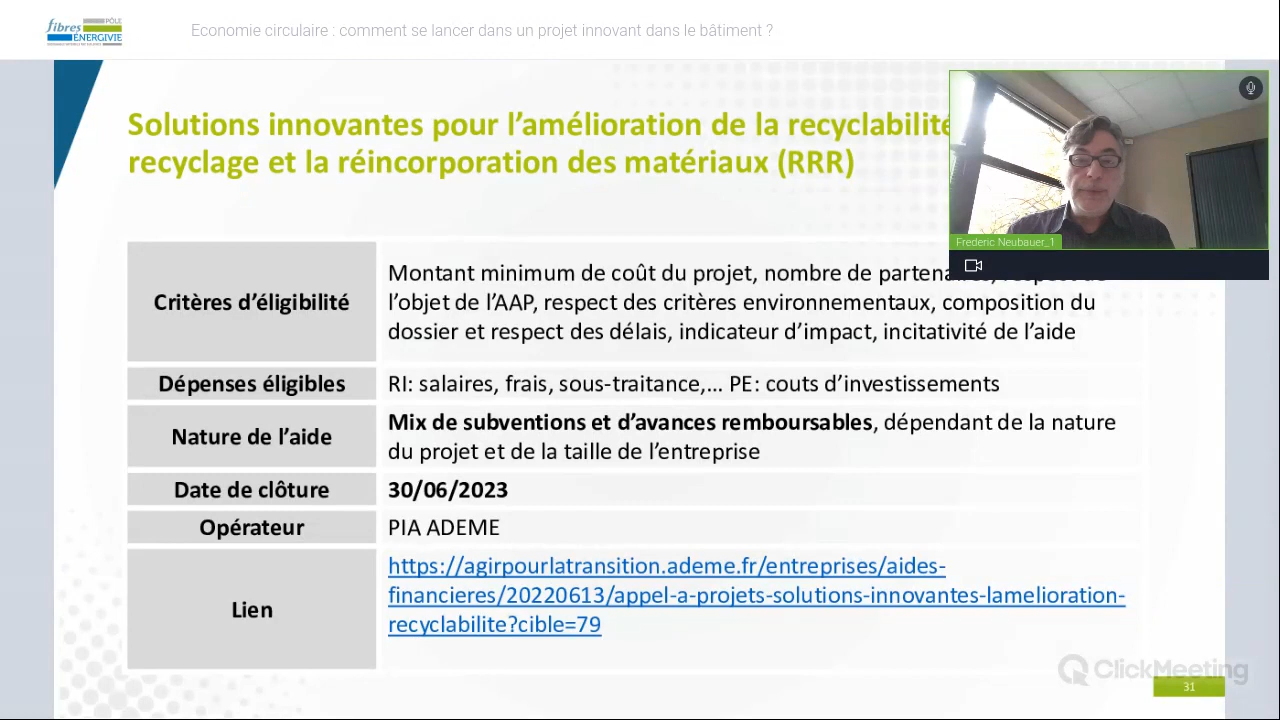 fibres PÔLE
ÉNERGIVIE
Economie circulaire : comment se lancer dans un projet innovant dans le bâtiment ?
Solutions innovantes pour l’amélioration de la recyclabilité
recyclage et la réincorporation des matériaux (RRR)
Frederic Neubauer_1
Critères d’éligibilité
Montant minimum de coût du projet, nombre de
l’objet de l’AAP, respect des critères environnementaux, composition du
dossier et respect des délais, indicateur d’impact, incitativité de l’aide
Dépenses éligibles
RI: salaires, frais, sous-traitance,... PE: couts d’investissements
Nature de l’aide
Mix de subventions et d’avances remboursables, dépendant de la nature
du projet et de la taille de l’entreprise
Date de clôture
30/06/2023
Opérateur
PIA ADEME
Lien
https://agirpourlatransition.ademe.fr/entreprises/aides-
financieres/20220613/appel-a-projets-solutions-innovantes-lamelioration-
recyclabilite?cible=79
ClickMeeting
31